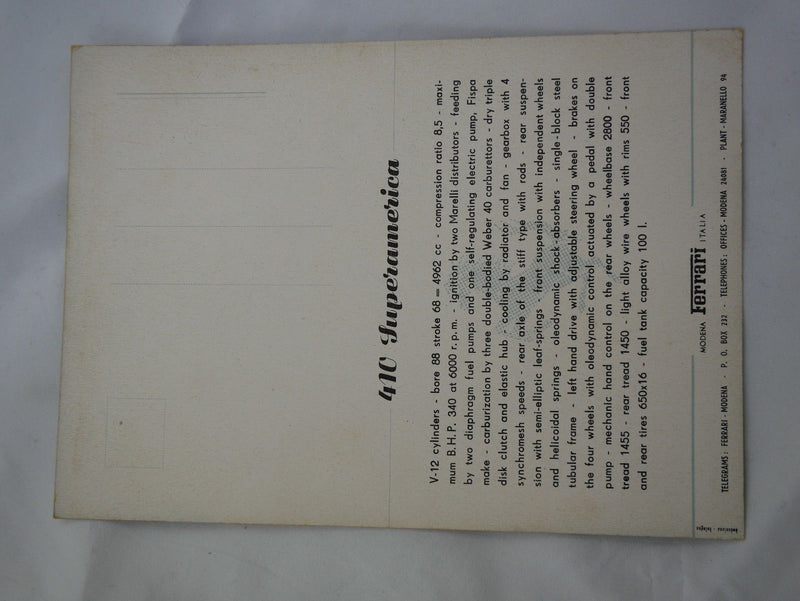 410 Superamerica
V-12 cylinders - bore 88 stroke 68 = 4962 cc - compression ratio 8,5 - maxi-
mum B. H. P. 340 at 6000 r. p. m. - ignition by two Marelli distributors - feeding
by two diaphragm fuel pumps and one self-regulating electric pump, Fispa
make - carburization by three double-bodied Weber 40 carburettors - dry triple
disk clutch and elastic hub - cooling by radiator and fan - gearbox with 4
synchromesh speeds - rear axle of the stiff type with rods - rear suspen-
sion with semi-elliptic leaf-springs - front suspension with independent wheels
and helicoidal springs - oleodynamic shock-absorbers - single-block steel
tubular frame - left hand drive with adjustable steering wheel - brakes on
the four wheels with oleodynamic control actuated by a pedal with double
pump - mechanic hand control on the rear wheels - wheelbase 2800 - front
tread 1455 - rear tread 1450 - light alloy wire wheels with rims 550 - front
and rear tires 650x16 - fuel tank capacity 100 l.
MODENA Ferrari ITALIA
TELEGRAMS: FERRARI - MODENA - P. O. BOX 232 - TELEPHONES: OFFICES - MODENA 24081 - PLANT - MARANELLO 94